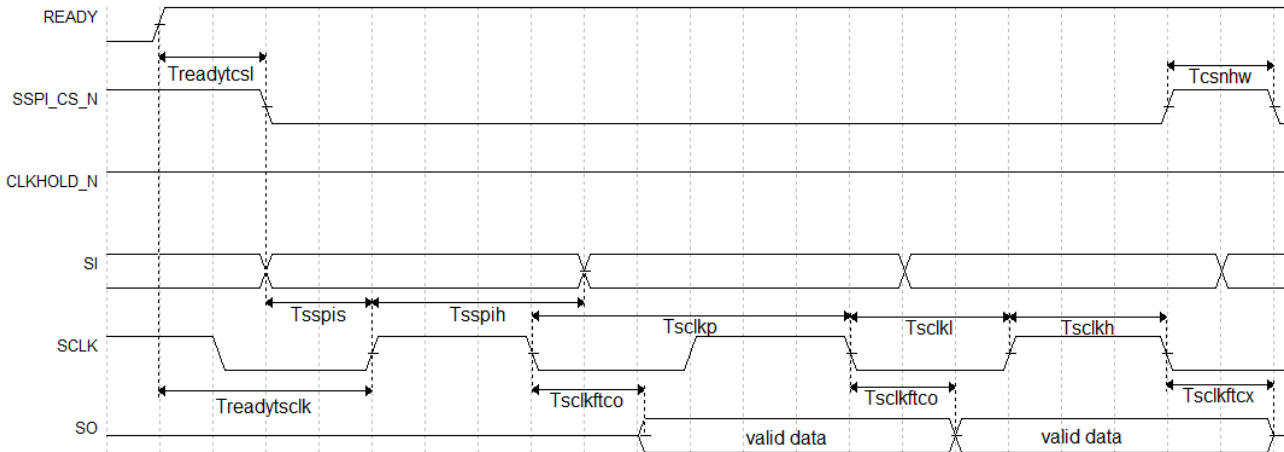 READY
Treadytcsl
Tcsnhw
SSPI_CS_N
CLKHOLD_N
SI
Tsspis
Tsspih
Tsclkp
Tsclkl
Tsclkh
SCLK
Treadytsclk
Tsclkftco
Tsclkftco
Tsclkftcx
SO
valid data
valid data